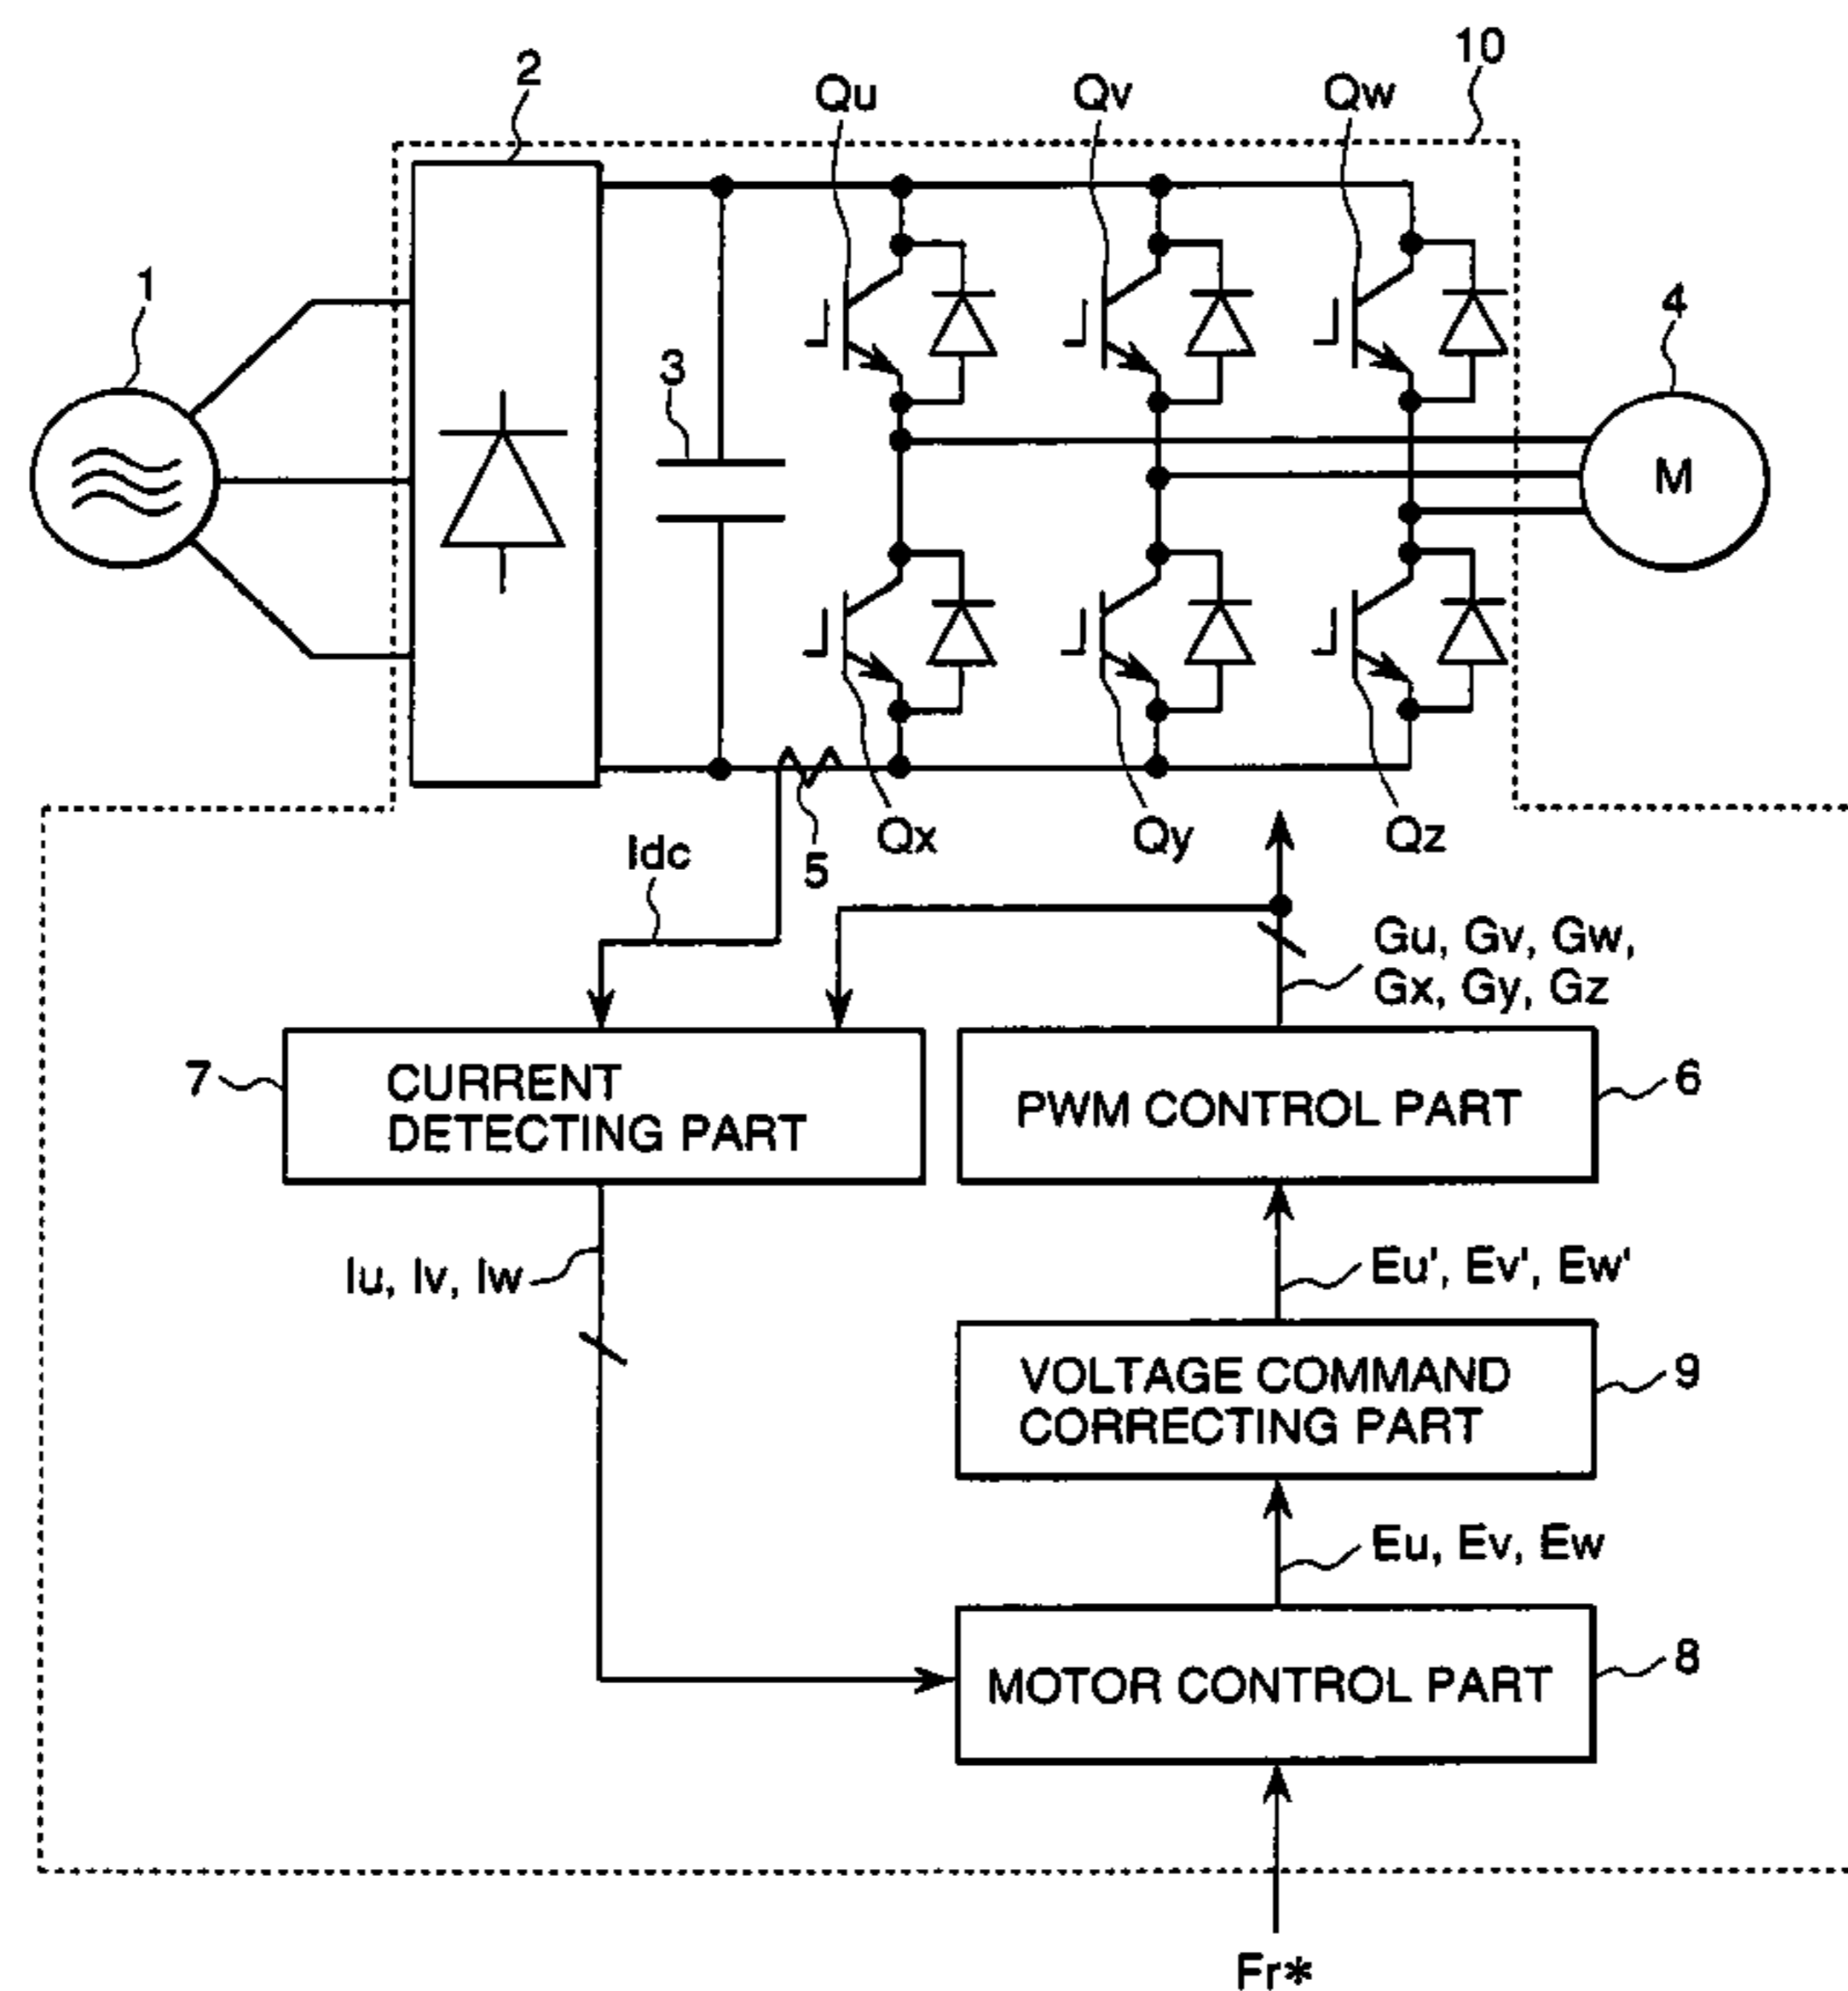 10
2
Qu
Qv
Qw
1
4
3
M
Qx
Qy
Qz
Idc
5
Gu, Gv, Gw,
Gx, Gy, Gz
7
CURRENT
DETECTING PART
PWM CONTROL PART
6
Iu, Iv, Iw
Eu', Ev', Ew'
VOLTAGE COMMAND
CORRECTING PART
9
Eu, Ev, Ew
MOTOR CONTROL PART
8
Fr*